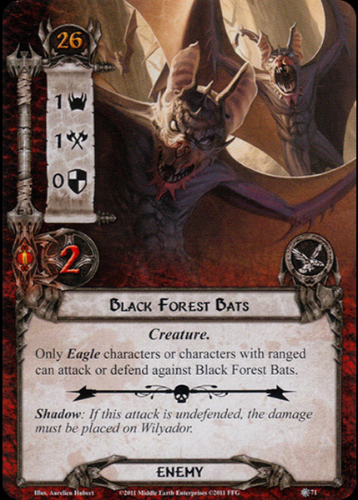 26
1
1
0
2
Black Forest Bats
Creature.
Only Eagle characters or characters with ranged
can attack or defend against Black Forest Bats.
Shadow: If this attack is undefended, the damage
must be placed on Wilyador.
ENEMY
Illus. Aurelien Hubert ©2011 Middle Earth Enterprises ©2011 FFG 71